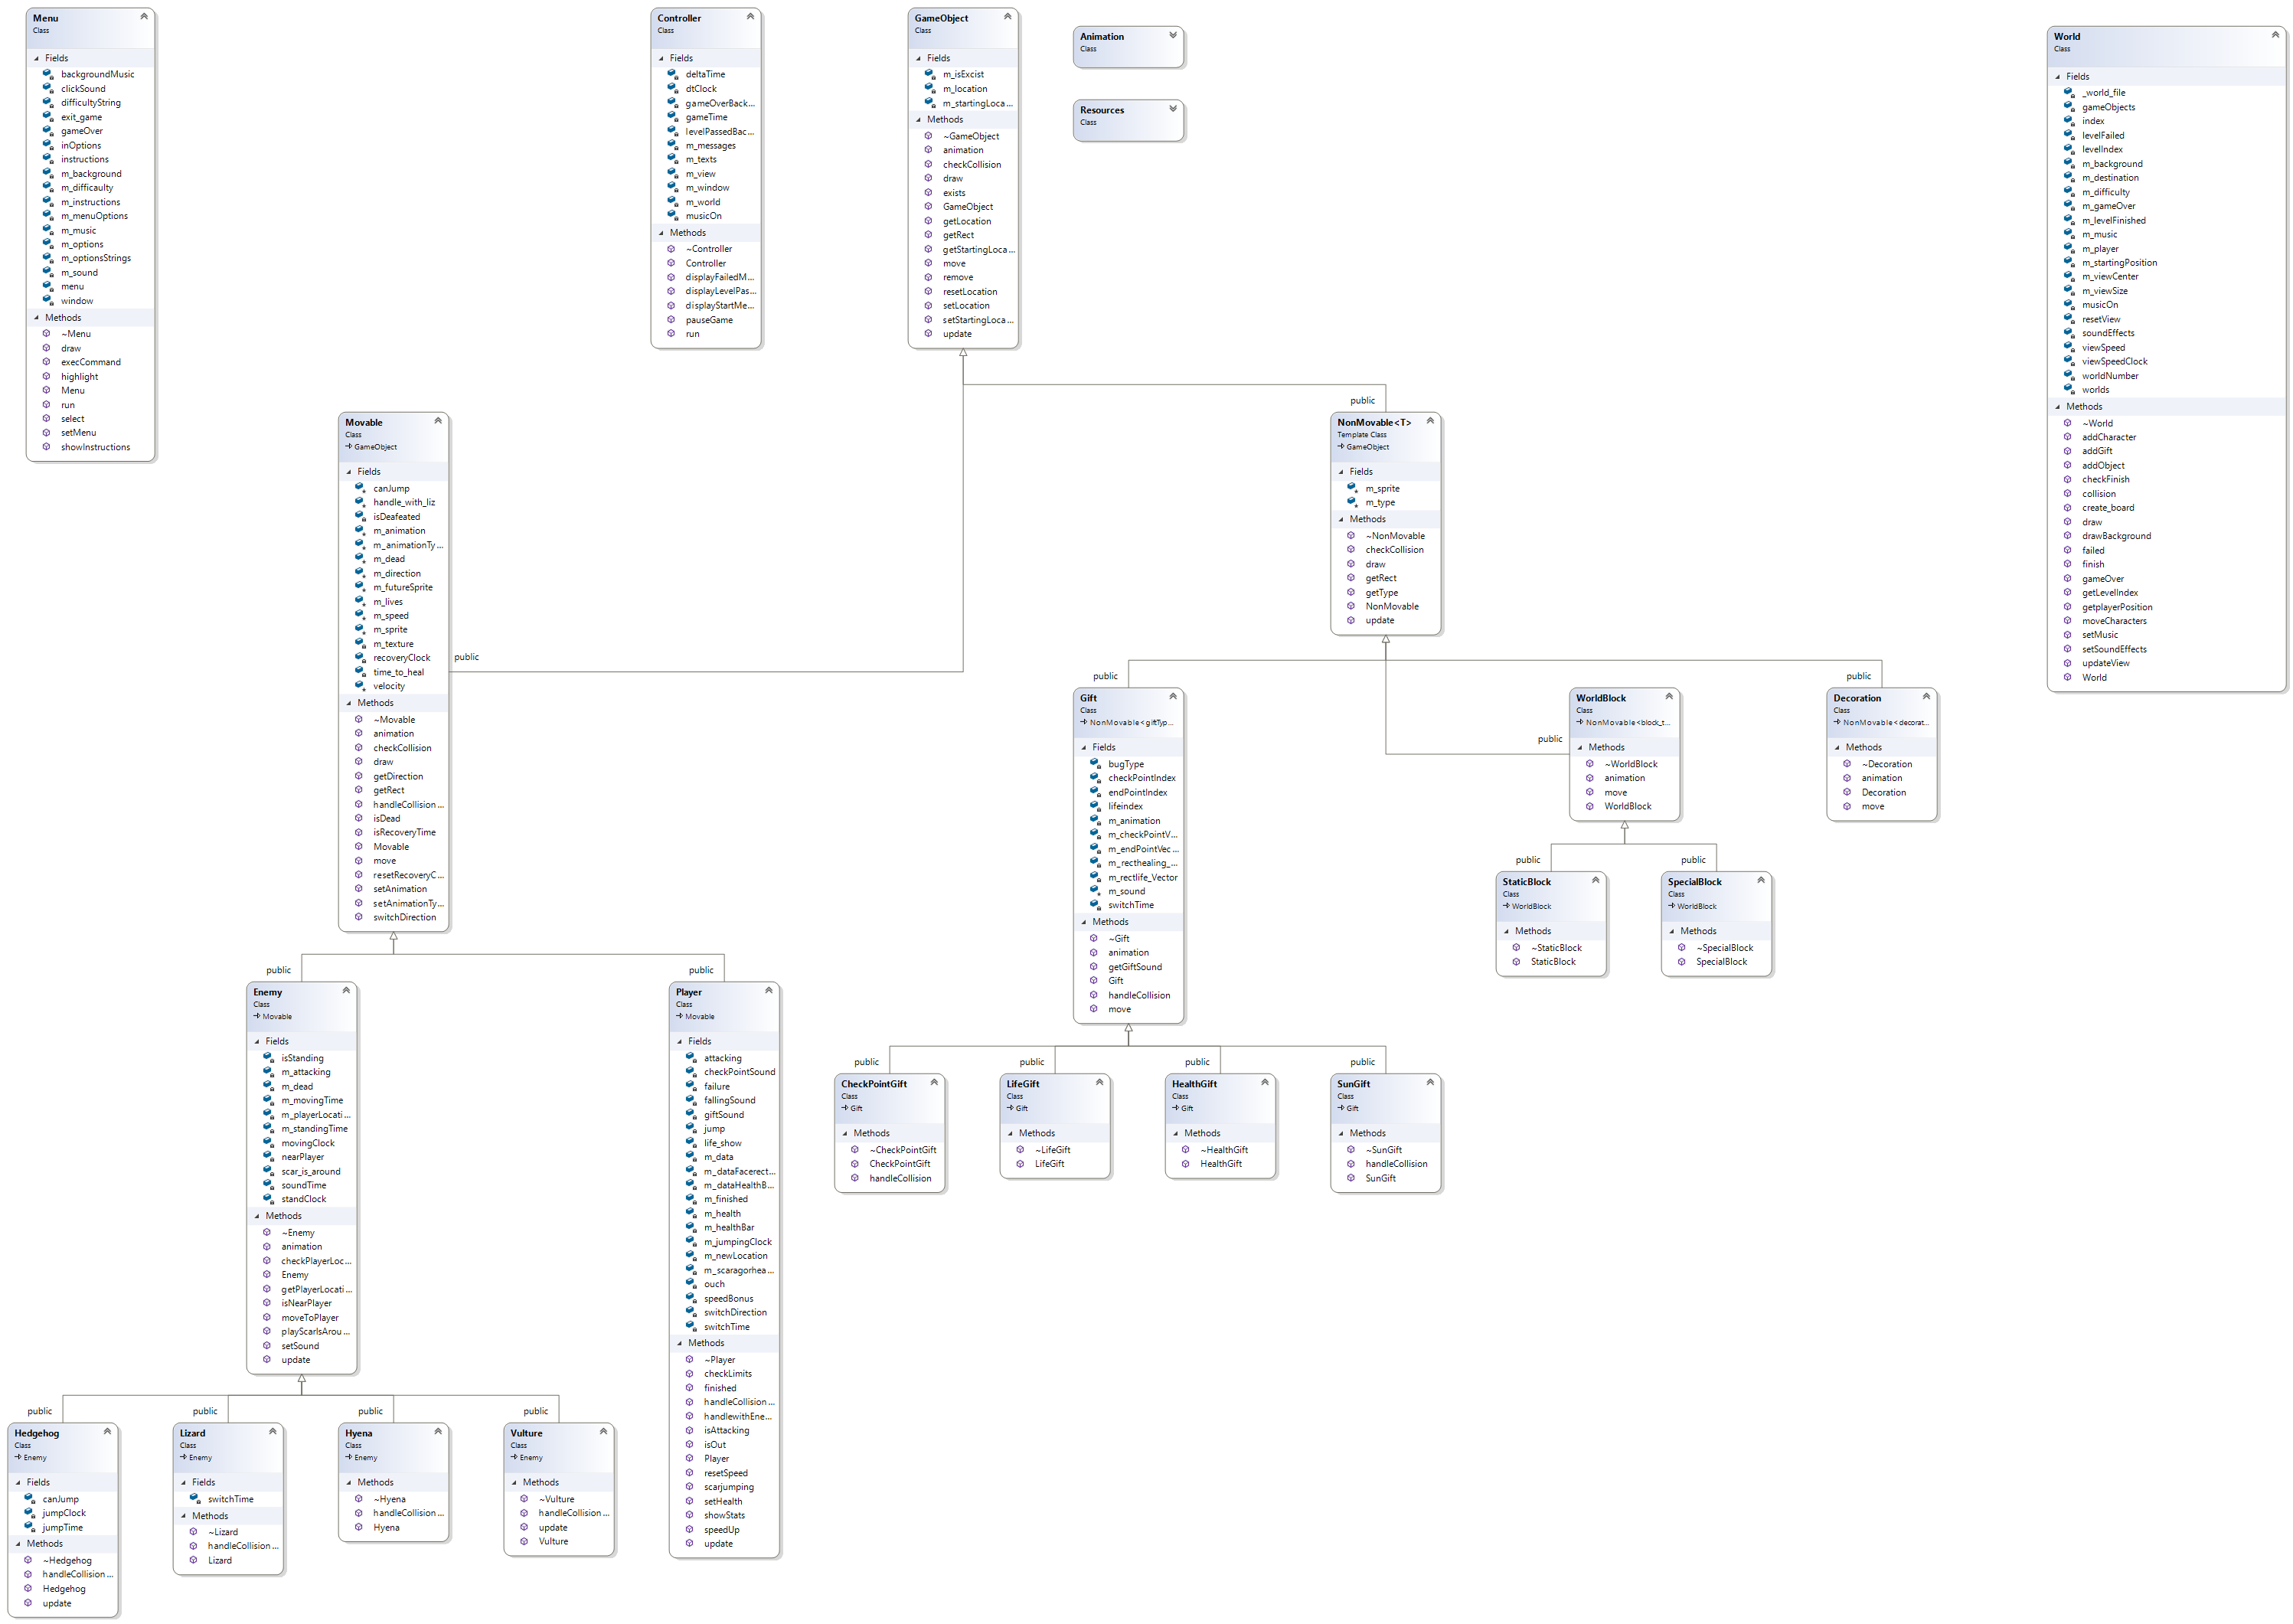 Menu
Class
Fields
backgroundMusic
clickSound
difficultyString
exit_game
gameOver
inOptions
instructions
m_background
m_difficaulty
m_instructions
m_menuOptions
m_music
m_options
m_optionsStrings
m_sound
menu
window
Methods
~Menu
draw
execCommand
highlight
Menu
run
select
setMenu
showInstructions
Controller
Class
Fields
deltaTime
dtClock
gameOverBack...
gameTime
levelPassedBac...
m_messages
m_texts
m_view
m_window
m_world
musicOn
Methods
~Controller
Controller
displayFailedM...
displayLevelPas...
displayStartMe...
pauseGame
run
GameObject
Class
Fields
m_isExcist
m_location
m_startingLoca...
Methods
~GameObject
animation
checkCollision
draw
exists
GameObject
getLocation
getRect
getStartingLoca...
move
remove
resetLocation
setLocation
setStartingLoca...
update
Animation
Class
Resources
Class
World
Class
Fields
_world_file
gameObjects
index
levelFailed
levelIndex
m_background
m_destination
m_difficulty
m_gameOver
m_levelFinished
m_music
m_player
m_startingPosition
m_viewCenter
m_viewSize
musicOn
resetView
soundEffects
viewSpeed
viewSpeedClock
worldNumber
worlds
Methods
~World
addCharacter
addGift
addObject
checkFinish
collision
create_board
draw
drawBackground
failed
finish
gameOver
getLevelIndex
getplayerPosition
moveCharacters
setMusic
setSoundEffects
updateView
World
public
public
Movable
Class
GameObject
Fields
canJump
handle_with_liz
isDeafeated
m_animation
m_animationTy...
m_dead
m_direction
m_futureSprite
m_lives
m_speed
m_sprite
m_texture
recoveryClock
time_to_heal
velocity
Methods
~Movable
animation
checkCollision
draw
getDirection
getRect
handleCollision...
isDead
isRecoveryTime
Movable
move
resetRecoveryC...
setAnimation
setAnimationTy...
switchDirection
NonMovable<T>
Template Class
GameObject
Fields
m_sprite
m_type
Methods
~NonMovable
checkCollision
draw
getRect
getType
NonMovable
update
public
public
public
Gift
Class
NonMovable<giftTyp...
Fields
bugType
checkPointIndex
endPointIndex
lifeindex
m_animation
m_checkPointV...
m_endPointVec...
m_recthealing_...
m_rectlife_Vector
m_sound
switchTime
Methods
~Gift
animation
getGiftSound
Gift
handleCollision
move
WorldBlock
Class
NonMovable<block_t...
Methods
~WorldBlock
animation
move
WorldBlock
Decoration
Class
NonMovable<decorat...
Methods
~Decoration
animation
Decoration
move
public
public
StaticBlock
Class
WorldBlock
Methods
~StaticBlock
StaticBlock
SpecialBlock
Class
WorldBlock
Methods
~SpecialBlock
SpecialBlock
public
public
Enemy
Class
Movable
Fields
isStanding
m_attacking
m_dead
m_movingTime
m_playerLocati...
m_standingTime
movingClock
nearPlayer
scar_is_around
soundTime
standClock
Methods
~Enemy
animation
checkPlayerLoc...
Enemy
getPlayerLocati...
isNearPlayer
moveToPlayer
playScarIsArou...
setSound
update
Player
Class
Movable
Fields
attacking
checkPointSound
failure
fallingSound
giftSound
jump
life_show
m_data
m_dataFacerect...
m_dataHealthB...
m_finished
m_health
m_healthBar
m_jumpingClock
m_newLocation
m_scaragorhea...
ouch
speedBonus
switchDirection
switchTime
Methods
~Player
checkLimits
finished
handleCollision...
handlewithEne...
isAttacking
isOut
Player
resetSpeed
scarjumping
setHealth
showStats
speedUp
update
public
public
public
public
CheckPointGift
Class
Gift
Methods
~CheckPointGift
CheckPointGift
handleCollision
LifeGift
Class
Gift
Methods
~LifeGift
LifeGift
HealthGift
Class
Gift
Methods
~HealthGift
HealthGift
SunGift
Class
Gift
Methods
~SunGift
handleCollision
SunGift
public
public
public
public
Hedgehog
Class
Enemy
Fields
canJump
jumpClock
jumpTime
Methods
~Hedgehog
handleCollision...
Hedgehog
update
Lizard
Class
Enemy
Fields
switchTime
Methods
~Lizard
handleCollision...
Lizard
Hyena
Class
Enemy
Methods
~Hyena
handleCollision...
Hyena
Vulture
Class
Enemy
Methods
~Vulture
handleCollision...
update
Vulture